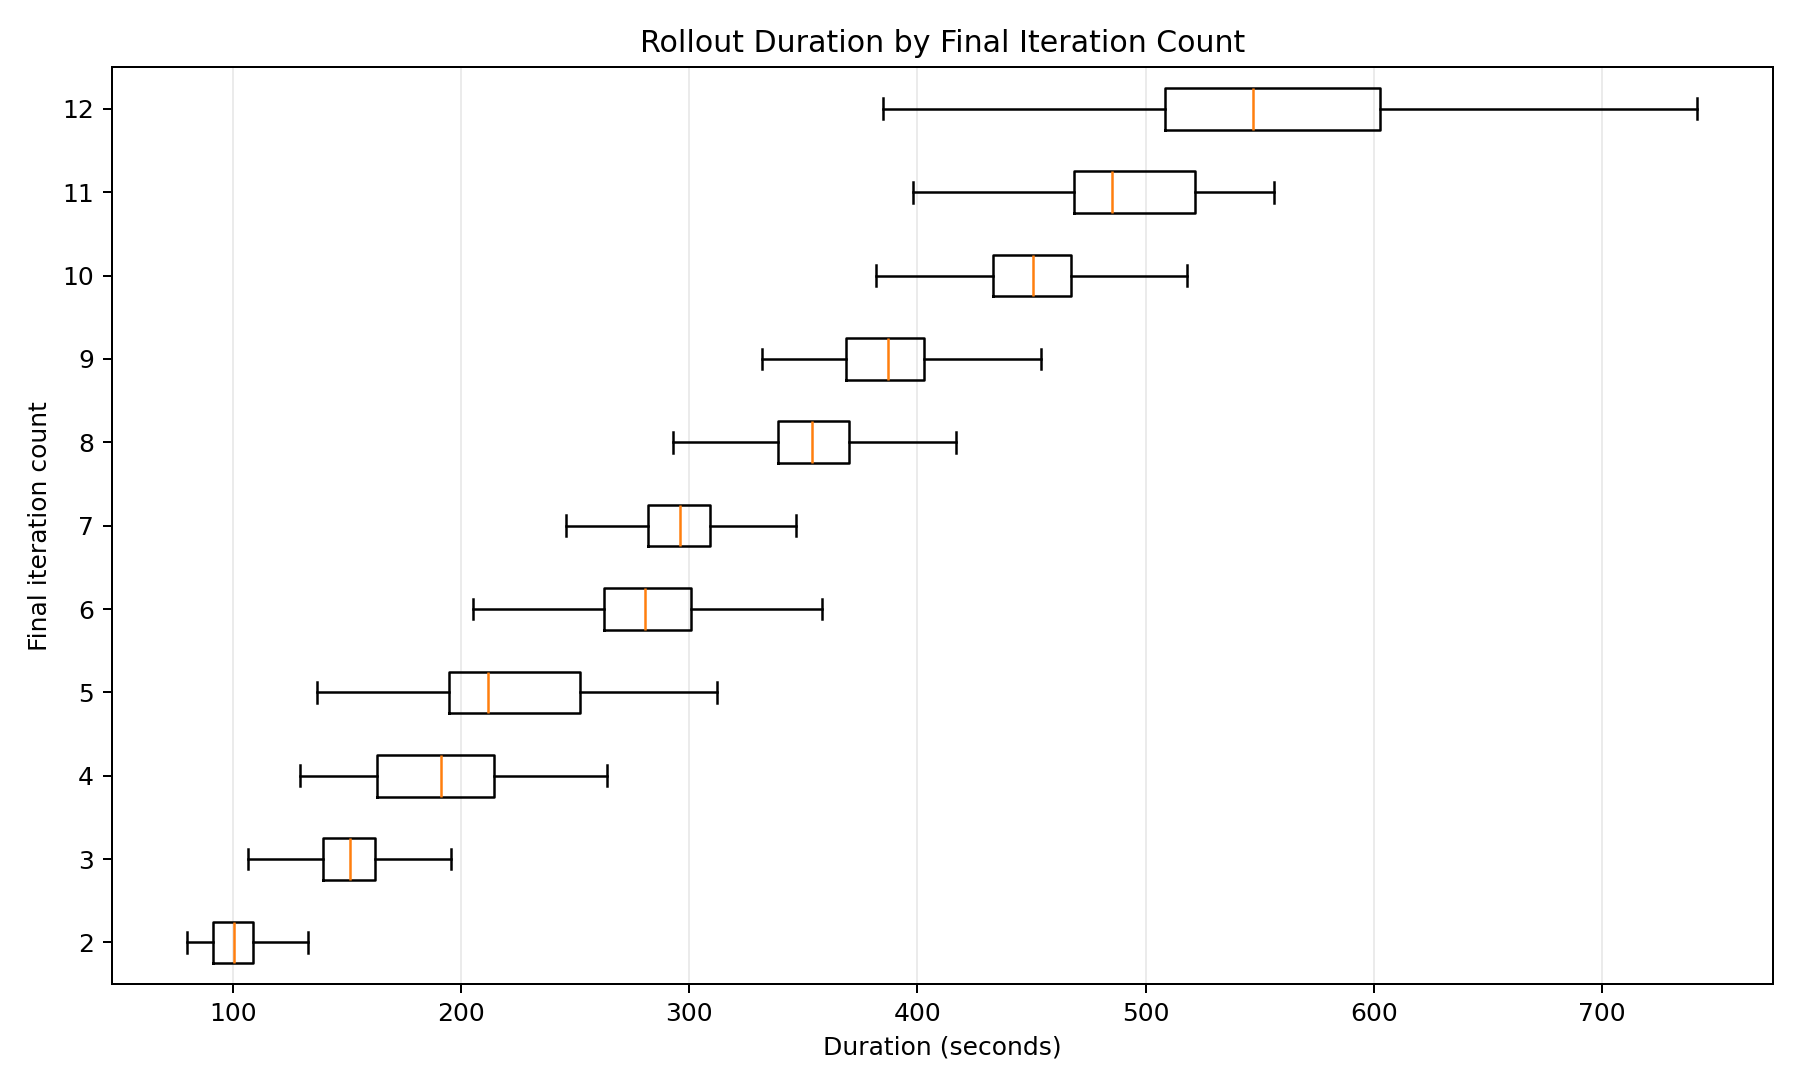 Rollout Duration by Final Iteration Count
12
11
10
9
8
7
6
5
4
3
2
Final iteration count
100 200 300 400 500 600 700
Duration (seconds)